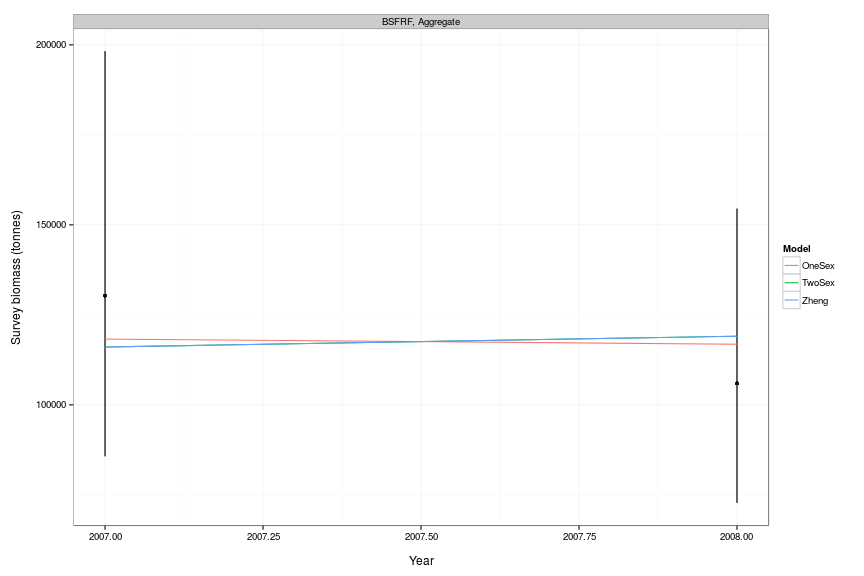 BSFRF, Aggregate
200000
150000
100000
Survey biomass (tonnes)
2007.00 2007.25 2007.50 2007.75 2008.00
Year
Model
OneSex
TwoSex
Zheng